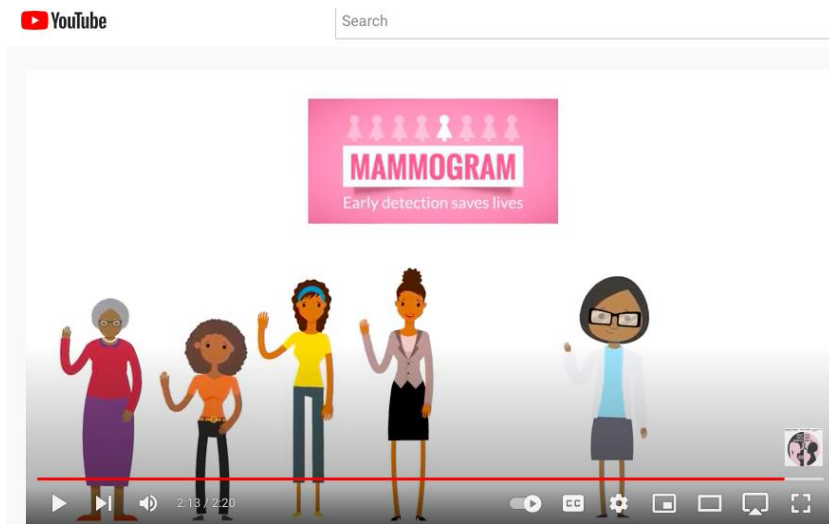 YouTube
Search
MAMMOGRAM
Early detection saves lives
2:13 / 2:20
CC